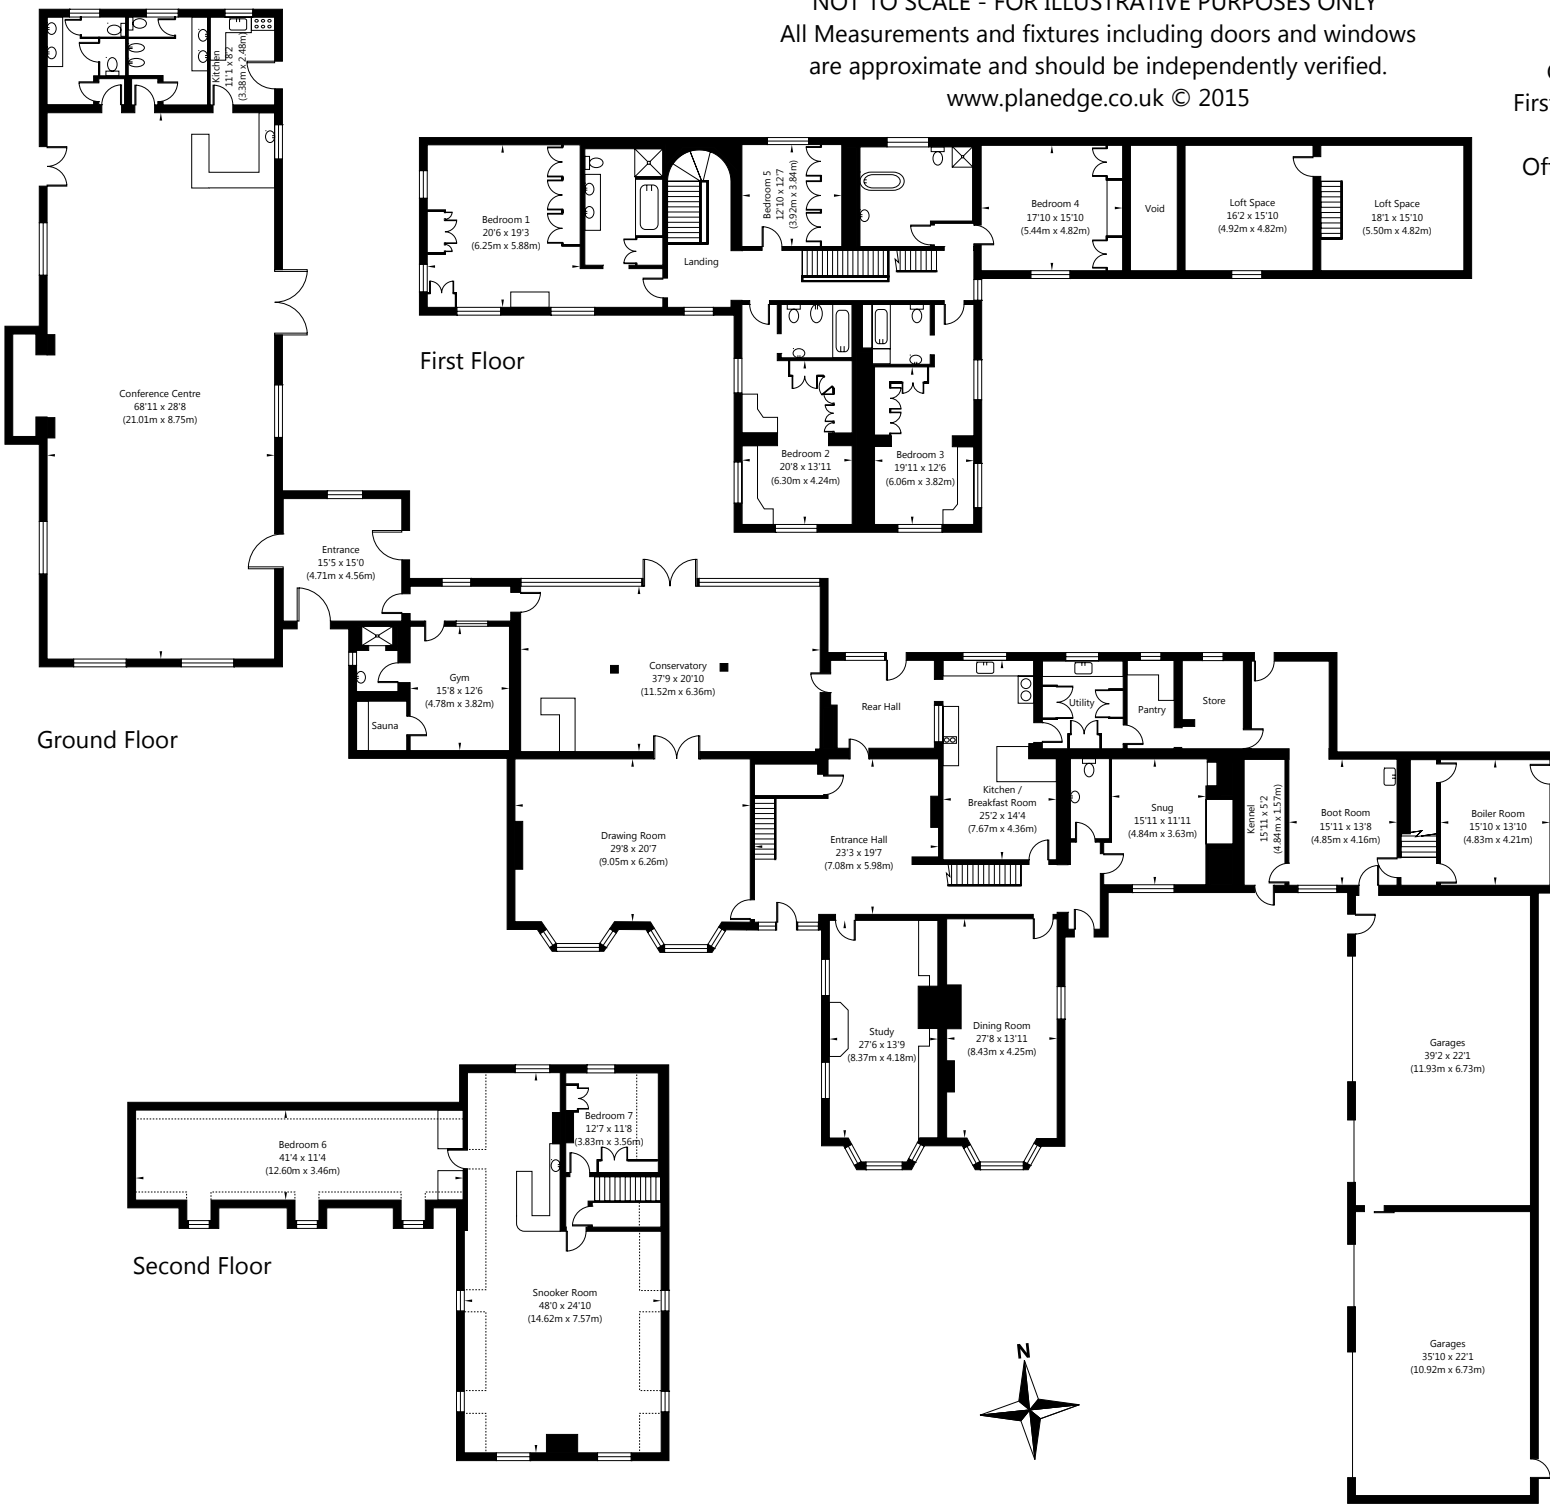 NOT TO SCALE - FOR ILLUSTRATIVE PURPOSES ONLY
All Measurements and fixtures including doors and windows
are approximate and should be independently verified.
www.planedge.co.uk © 2015
Firs
Off
Kitchen
11'1 x 8'2
(3.38m x 2.48m)
Bedroom 1
20'6 x 19'3
(6.25m x 5.88m)
Landing
Bedroom 5
12'10 x 12'7
(3.92m x 3.84m)
Bedroom 4
17'10 x 15'10
(5.44m x 4.82m)
Void
Loft Space
16'2 x 15'10
(4.92m x 4.82m)
Loft Space
18'1 x 15'10
(5.50m x 4.82m)
First Floor
Conference Centre
68'11 x 28'8
(21.01m x 8.75m)
Bedroom 2
20'8 x 13'11
(6.30m x 4.24m)
Bedroom 3
19'11 x 12'6
(6.06m x 3.82m)
Entrance
15'5 x 15'0
(4.71m x 4.56m)
Gym
15'8 x 12'6
(4.78m x 3.82m)
Sauna
Conservatory
37'9 x 20'10
(11.52m x 6.36m)
Rear Hall
Utility
Pantry
Store
Ground Floor
Drawing Room
29'8 x 20'7
(9.05m x 6.26m)
Entrance Hall
23'3 x 19'7
(7.08m x 5.98m)
Kitchen /
Breakfast Room
25'2 x 14'4
(7.67m x 4.36m)
Snug
15'11 x 11'11
(4.84m x 3.63m)
Kennel
15'11 x 5'2
(4.84m x 1.57m)
Boot Room
15'11 x 13'8
(4.85m x 4.16m)
Boiler Room
15'10 x 13'10
(4.83m x 4.21m)
Study
27'6 x 13'9
(8.37m x 4.18m)
Dining Room
27'8 x 13'11
(8.43m x 4.25m)
Garages
39'2 x 22'1
(11.93m x 6.73m)
Bedroom 6
41'4 x 11'4
(12.60m x 3.46m)
Bedroom 7
12'7 x 11'8
(3.83m x 3.56m)
Second Floor
Snooker Room
48'0 x 24'10
(14.62m x 7.57m)
N
Garages
35'10 x 22'1
(10.92m x 6.73m)